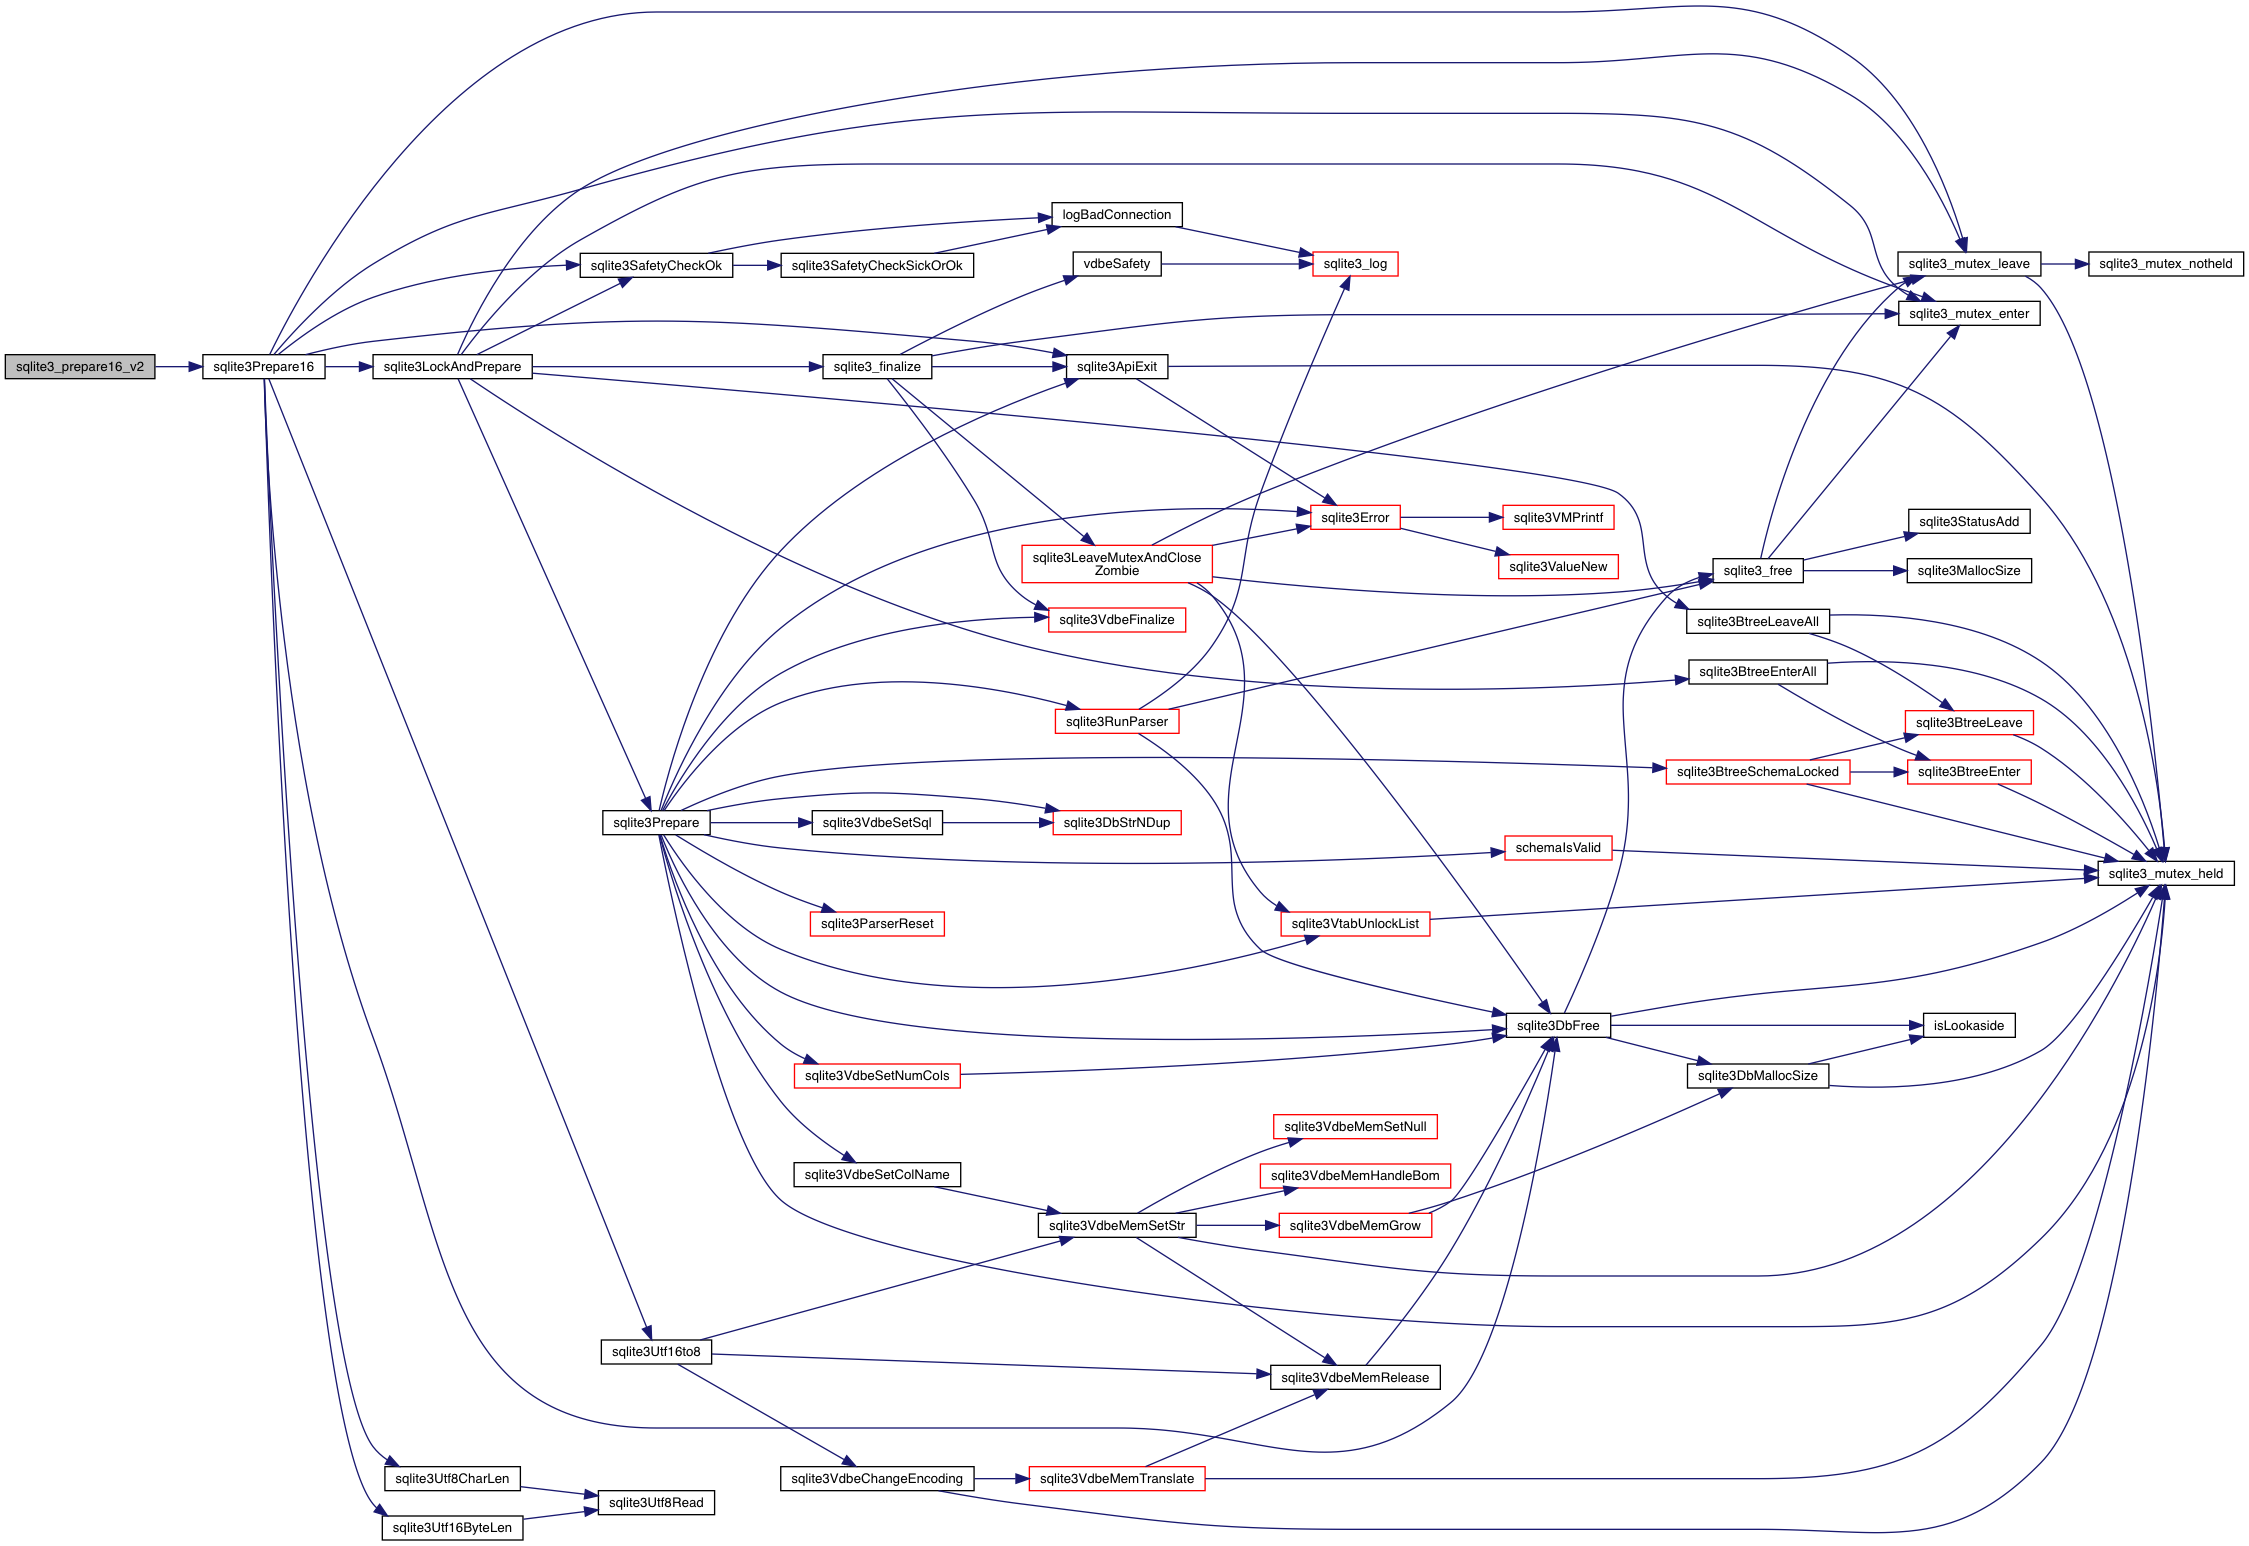 logBadConnection
sqlite3SafetyCheckOk
sqlite3SafetyCheckSickOrOk
vdbeSafety
sqlite3_log
sqlite3_mutex_leave
sqlite3_mutex_notheld
sqlite3_mutex_enter
sqlite3_prepare16_v2
sqlite3Prepare16
sqlite3LockAndPrepare
sqlite3_finalize
sqlite3ApiExit
sqlite3Error
sqlite3VMPrintf
sqlite3StatusAdd
sqlite3LeaveMutexAndClose
Zombie
sqlite3ValueNew
sqlite3_free
sqlite3MallocSize
sqlite3VdbeFinalize
sqlite3BtreeLeaveAll
sqlite3BtreeEnterAll
sqlite3RunParser
sqlite3BtreeLeave
sqlite3BtreeSchemaLocked
sqlite3BtreeEnter
sqlite3Prepare
sqlite3VdbeSetSql
sqlite3DbStrNDup
schemaIsValid
sqlite3_mutex_held
sqlite3ParserReset
sqlite3VtabUnlockList
sqlite3DbFree
isLookaside
sqlite3VdbeSetNumCols
sqlite3DbMallocSize
sqlite3VdbeMemSetNull
sqlite3VdbeSetColName
sqlite3VdbeMemHandleBom
sqlite3VdbeMemSetStr
sqlite3VdbeMemGrow
sqlite3Utf16to8
sqlite3VdbeMemRelease
sqlite3Utf8CharLen
sqlite3VdbeChangeEncoding
sqlite3VdbeMemTranslate
sqlite3Utf8Read
sqlite3Utf16ByteLen